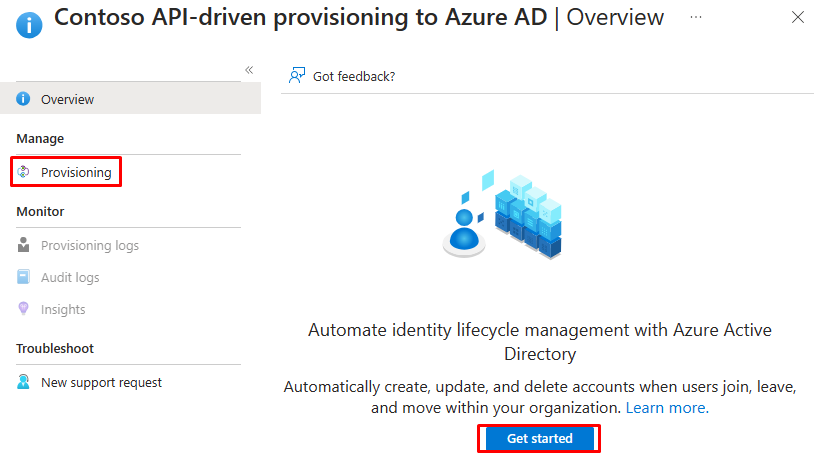 Contoso API-driven provisioning to Azure AD | Overview ...
Got feedback?
Overview
Manage
Provisioning
Monitor
Provisioning logs
Audit logs
Insights
Troubleshoot
New support request
Automate identity lifecycle management with Azure Active
Directory
Automatically create, update, and delete accounts when users join, leave,
and move within your organization. Learn more.
Get started